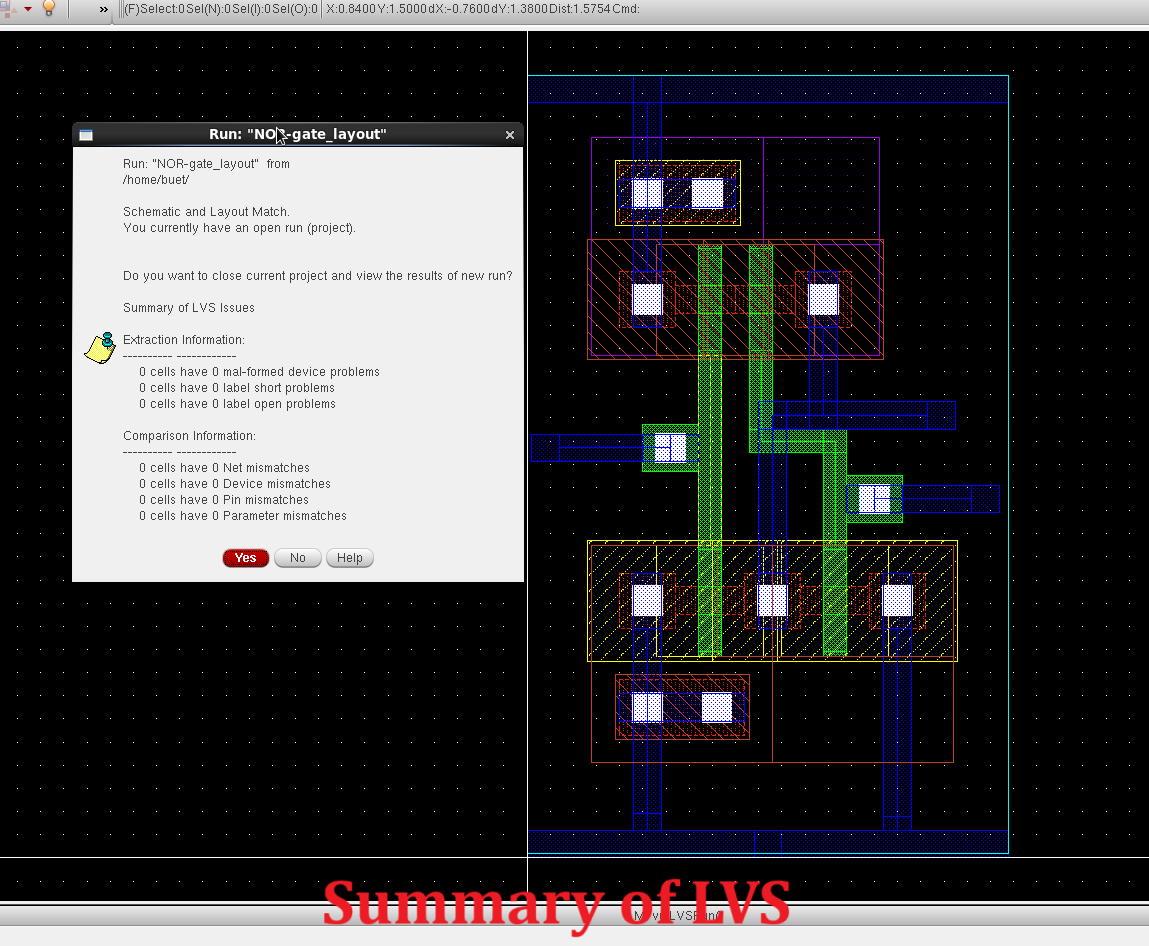 » (F)Select:0 Sel(N):0 Sel(I):0 Sel(O):0 X:0.8400 Y:1.5000 dX:-0.7600 dY:1.3800 Dist:1.5754 Cmd:
Run: "NOR-gate_layout"
Run: "NOR-gate_layout" from
/home/buet/
Schematic and Layout Match.
You currently have an open run (project).
Do you want to close current project and view the results of new run?
Summary of LVS Issues
Extraction Information:
---------- ------------
0 cells have 0 mal-formed device problems
0 cells have 0 label short problems
0 cells have 0 label open problems
Comparison Information:
---------- ------------
0 cells have 0 Net mismatches
0 cells have 0 Device mismatches
0 cells have 0 Pin mismatches
0 cells have 0 Parameter mismatches
Yes No Help
Summary of LVS